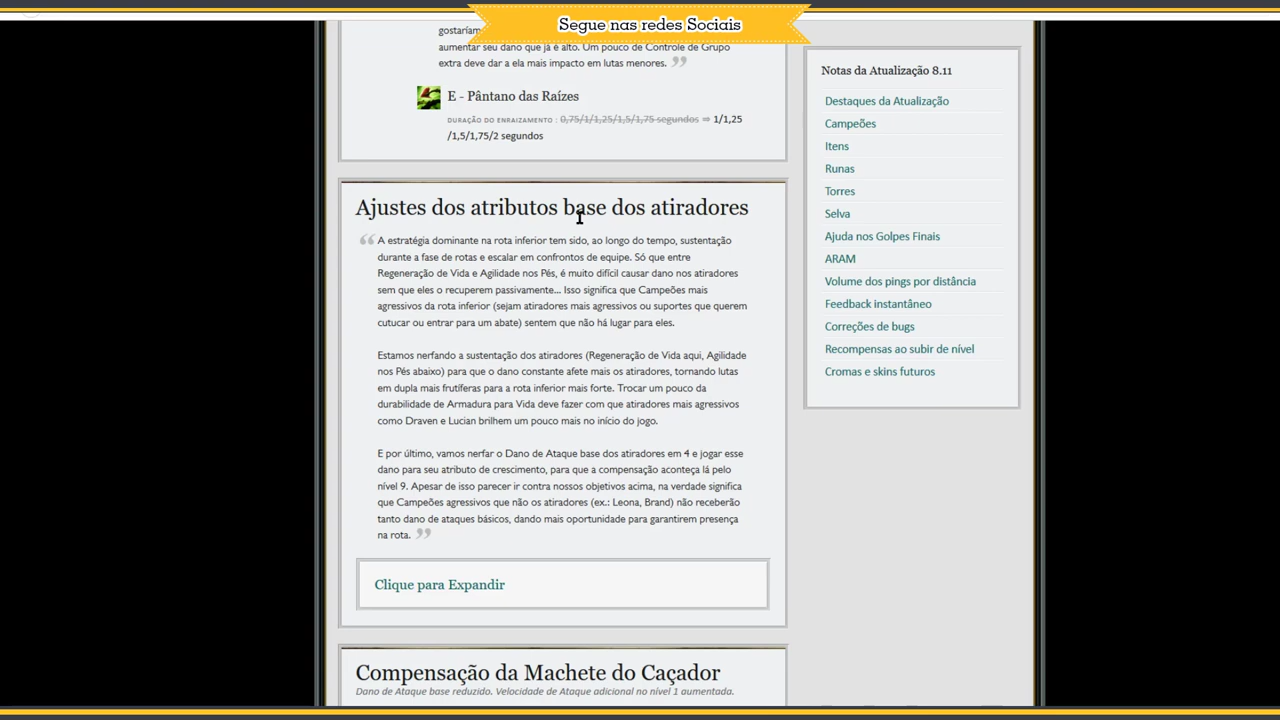 Segue nas redes Sociais
gostaríam
aumentar seu dano que já é alto. Um pouco de Controle de Grupo
extra deve dar a ela mais impacto em lutas menores.
E - Pântano das Raízes
DURAÇÃO DO ENRAIZAMENTO : 0,75/1/1,25/1,5/1,75 segundos ⇒ 1/1,25
/1,5/1,75/2 segundos
Ajustes dos atributos base dos atiradores
“ A estratégia dominante na rota inferior tem sido, ao longo do tempo, sustentação
durante a fase de rotas e escalar em confrontos de equipe. Só que entre
Regeneração de Vida e Agilidade nos Pés, é muito difícil causar dano nos atiradores
sem que eles o recuperem passivamente... Isso significa que Campeões mais
agressivos da rota inferior (sejam atiradores mais agressivos ou suportes que querem
cutucar ou entrar para um abate) sentem que não há lugar para eles.
Estamos nerfando a sustentação dos atiradores (Regeneração de Vida aqui, Agilidade
nos Pés abaixo) para que o dano constante afete mais os atiradores, tornando lutas
em dupla mais frutíferas para a rota inferior mais forte. Trocar um pouco da
durabilidade de Armadura para Vida deve fazer com que atiradores mais agressivos
como Draven e Lucian brilhem um pouco mais no início do jogo.
E por último, vamos nerfar o Dano de Ataque base dos atiradores em 4 e jogar esse
dano para seu atributo de crescimento, para que a compensação aconteça lá pelo
nível 9. Apesar de isso parecer ir contra nossos objetivos acima, na verdade significa
que Campeões agressivos que não os atiradores (ex.: Leona, Brand) não receberão
tanto dano de ataques básicos, dando mais oportunidade para garantirem presença
na rota. ”
Clique para Expandir
Compensação da Machete do Caçador
Dano de Ataque base reduzido. Velocidade de Ataque adicional no nível 1 aumentada.
Notas da Atualização 8.11
Destaques da Atualização
Campeões
Itens
Runas
Torres
Selva
Ajuda nos Golpes Finais
ARAM
Volume dos pings por distância
Feedback instantâneo
Correções de bugs
Recompensas ao subir de nível
Cromas e skins futuros